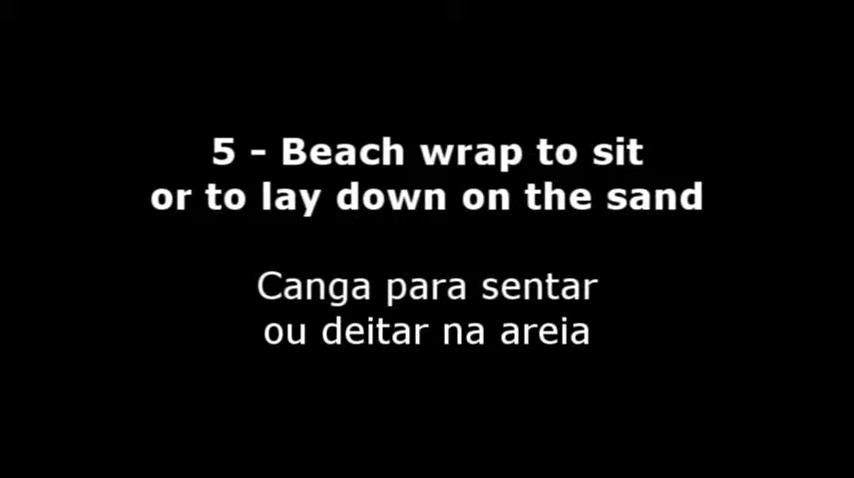 5 - Beach wrap to sit
or to lay down on the sand
Canga para sentar
ou deitar na areia